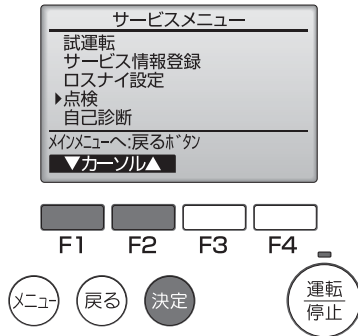 サービスメニュー
試運転
サービス情報登録
ロスナイ設定
▶点検
自己診断
メインメニューへ:戻るボタン
▼カーソル▲
F1 F2 F3 F4
メニュー 戻る 決定 運転
停止